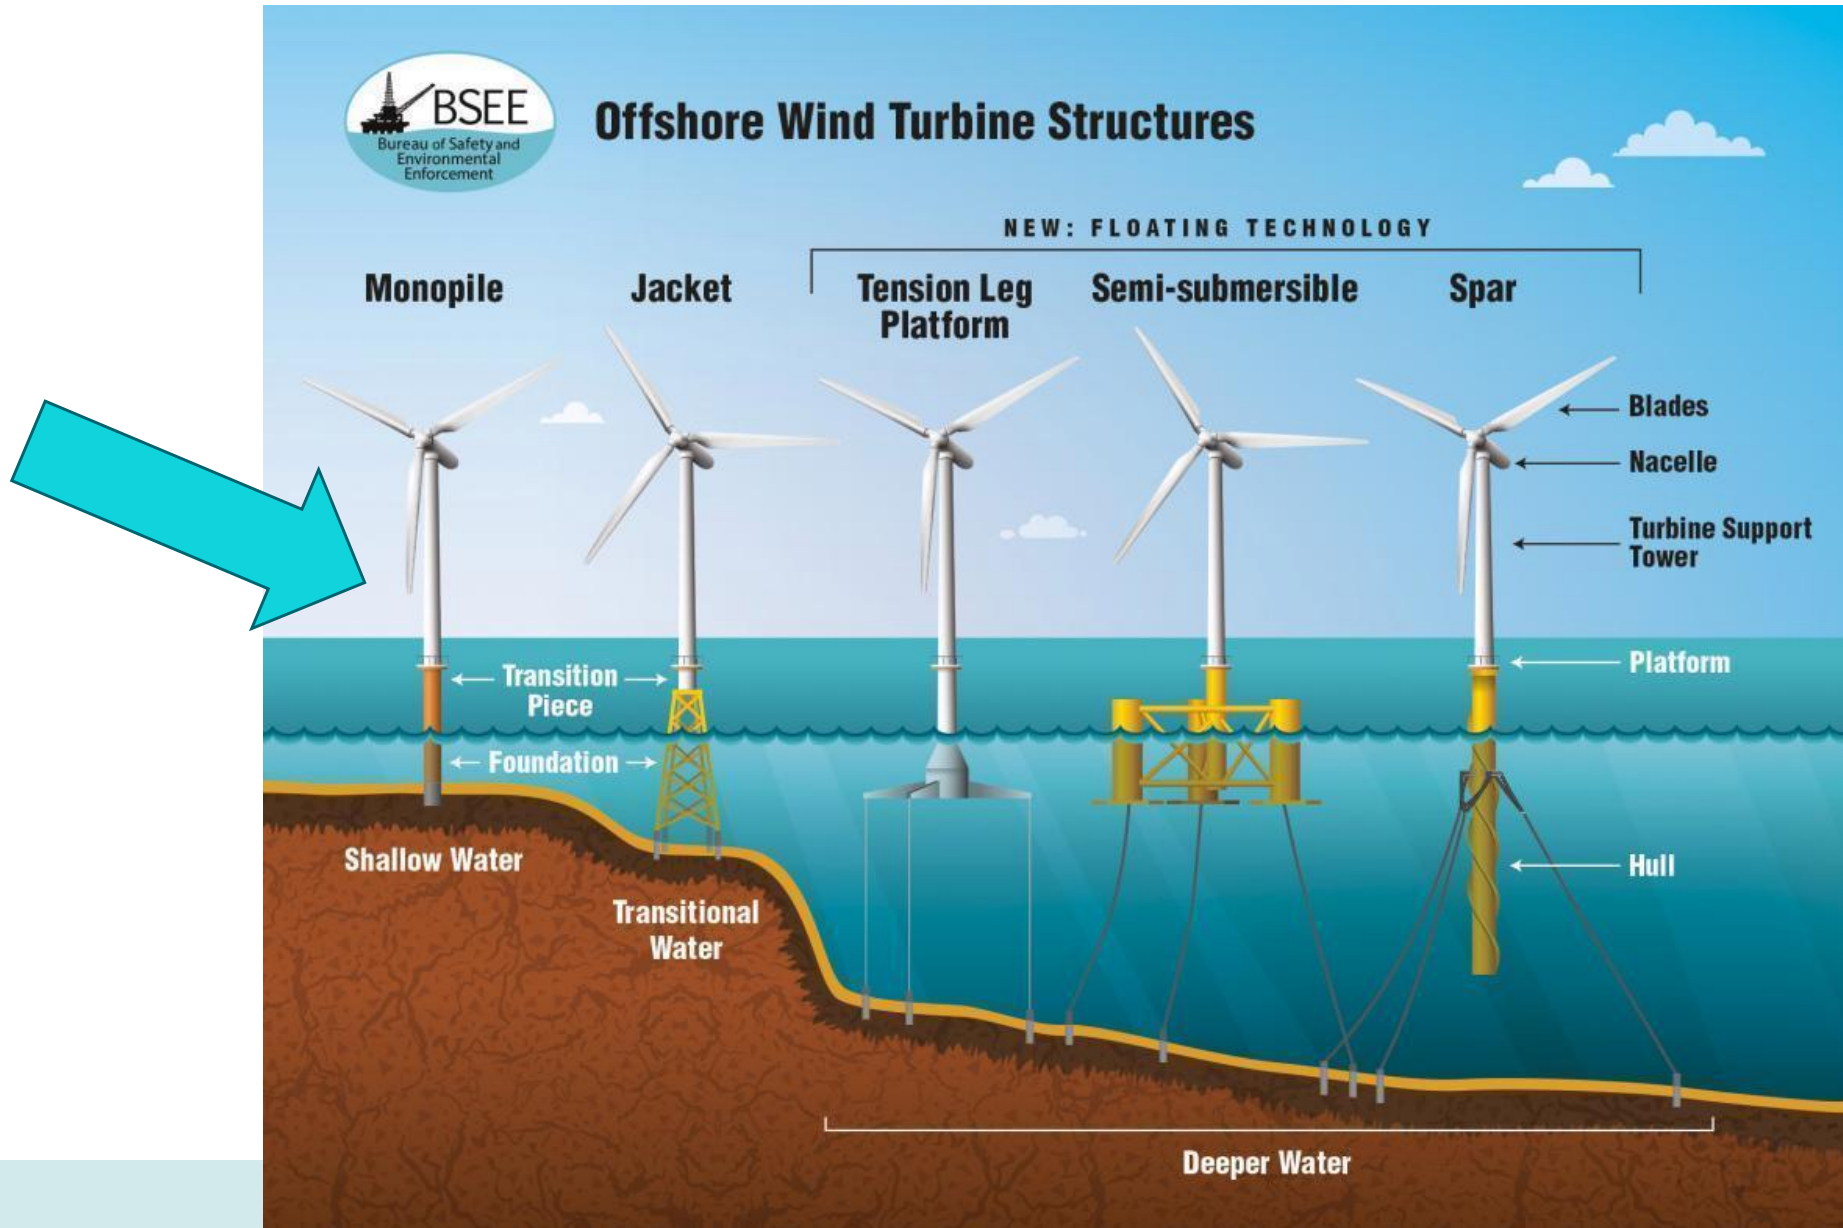 BSEE
Bureau of Safety and
Environmental
Enforcement
Offshore Wind Turbine Structures
NEW: FLOATING TECHNOLOGY
Monopile
Jacket
Tension Leg
Platform
Semi-submersible
Spar
Blades
Nacelle
Turbine Support
Tower
Transition
Piece
Platform
Foundation
Hull
Shallow Water
Transitional
Water
Deeper Water